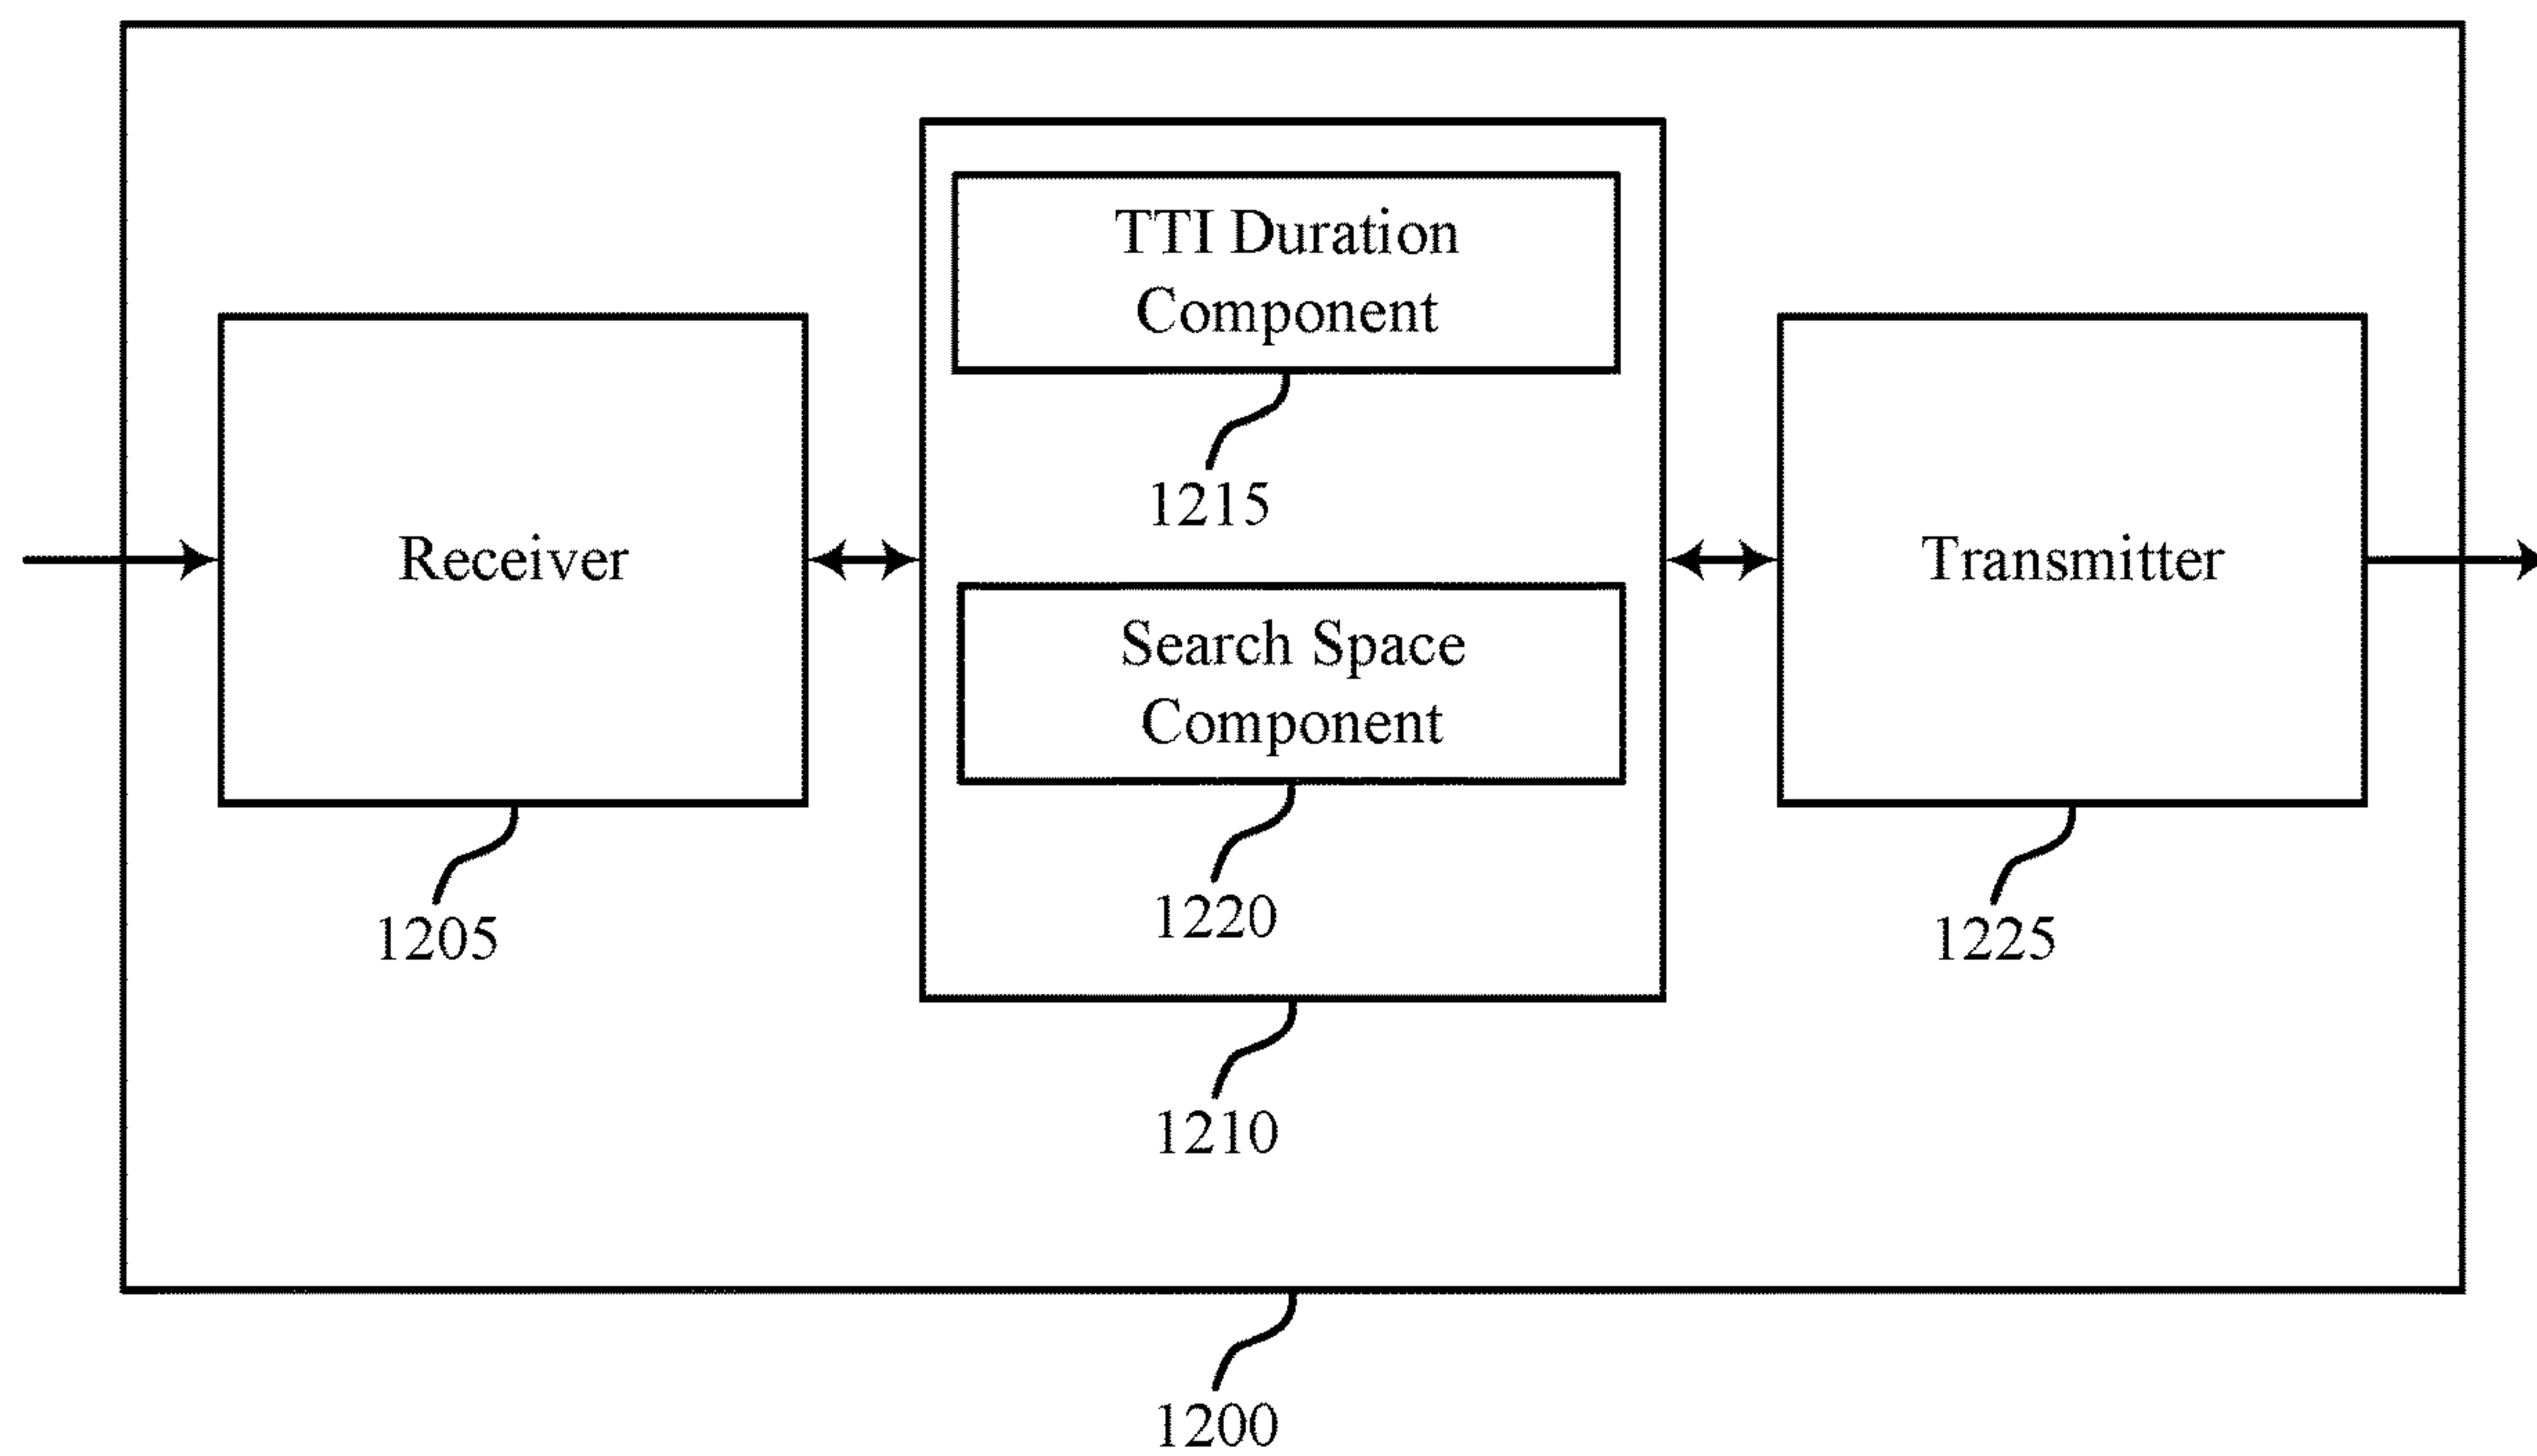 TTI Duration
Component
1215
Receiver
Transmitter
Search Space
Component
1220
1205
1225
1210
1200